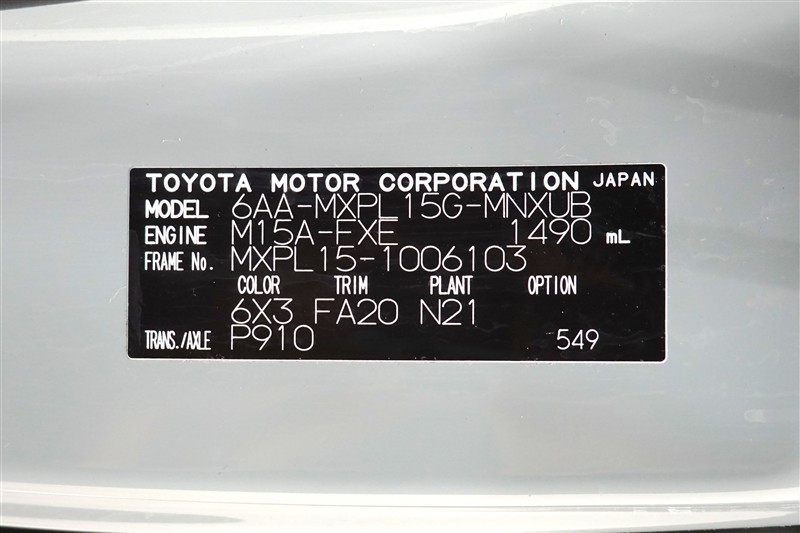 TOYOTA MOTOR CORPORATION JAPAN
MODEL 6AA-MXPL15G-MNXUB
ENGINE M15A-FXE 1490 mL
FRAME No. MXPL15-1006103
COLOR TRIM PLANT OPTION
6X3 FA20 N21
TRANS./AXLE P910 549